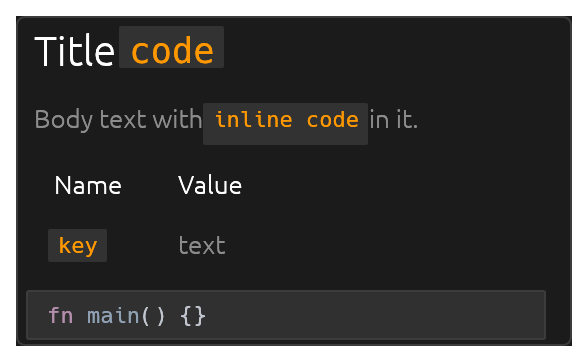 Title code
Body text with inline code in it.
Name Value
key text
fn main() {}